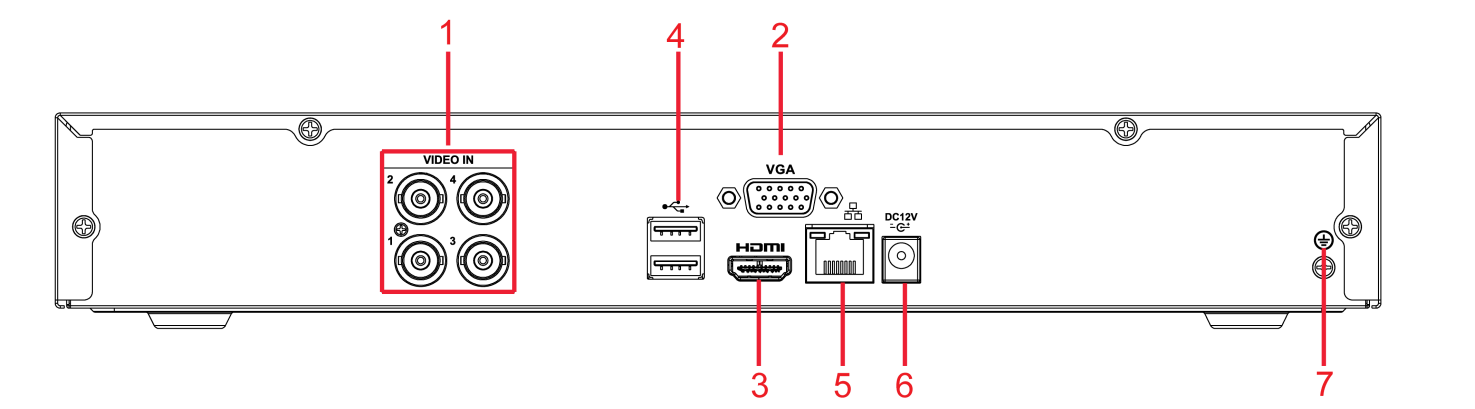 1 4 2
VIDEO IN
2 4
1 3
VGA
HDMI
DC12V
3 5 6 7